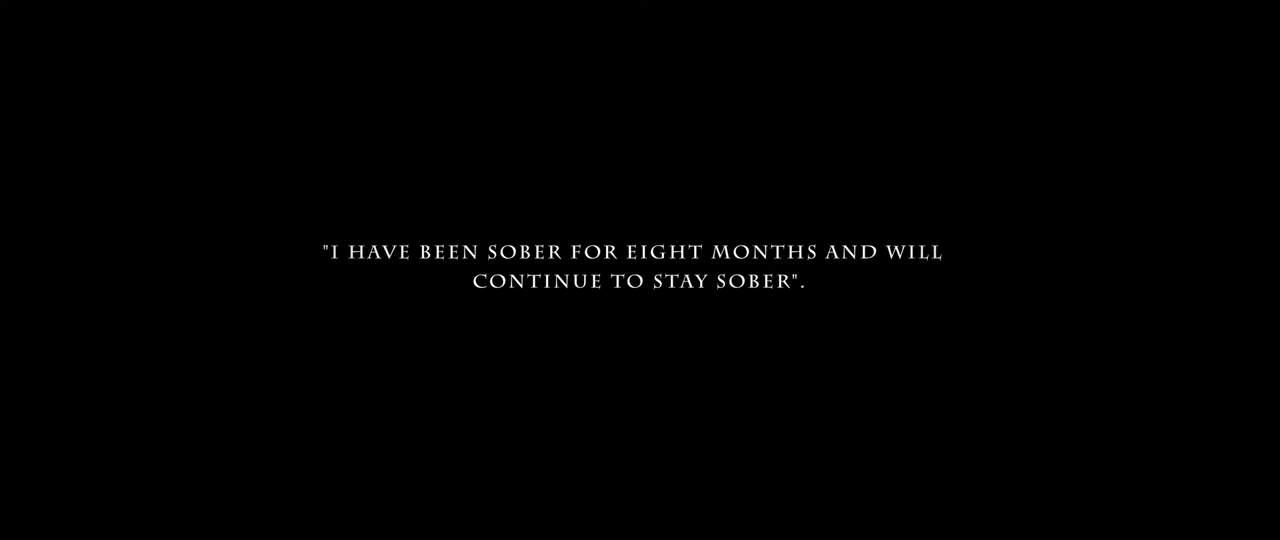 "I HAVE BEEN SOBER FOR EIGHT MONTHS AND WILL
CONTINUE TO STAY SOBER".